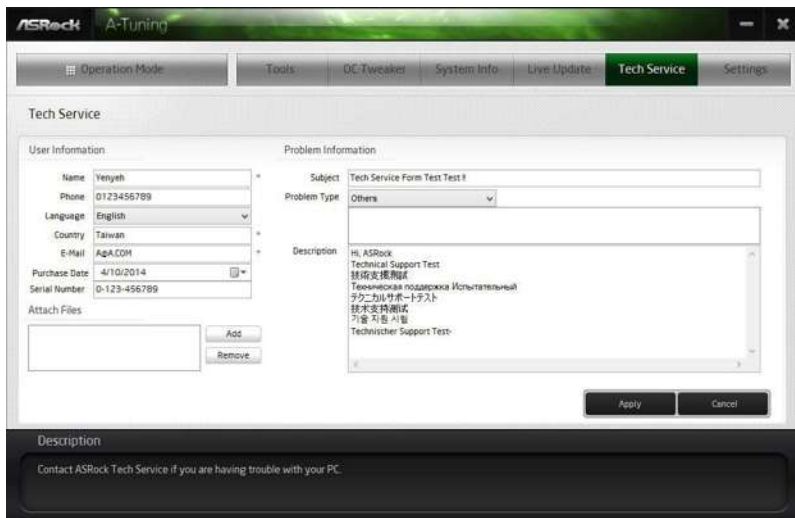 ASRock A-Tuning
Operation Mode Tools OC Tweaker System Info Live Update Tech Service Settings
Tech Service
User Information
Name Yenyeh *
Phone 0123456789
Language English
Country Taiwan *
E-Mail A@A.COM *
Purchase Date 4/10/2014
Serial Number 0-123-456789
Attach Files
Add
Remove
Problem Information
Subject Tech Service Form Test Test !!
Problem Type Others
Description
Hi, ASRock
Technical Support Test
技術支援測試
Техническая поддержка Испытательный
テクニカルサポートテスト
技术支持测试
기술 지원 시험
Technischer Support Test-
Apply Cancel
Description
Contact ASRock Tech Service if you are having trouble with your PC.